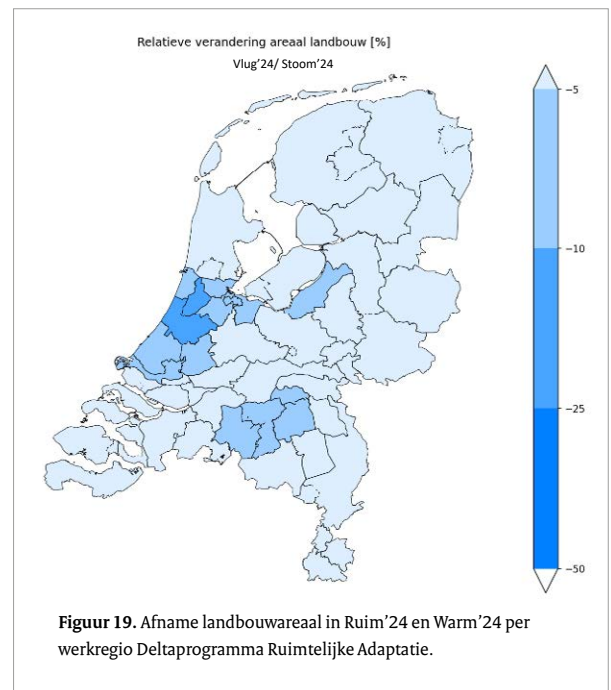 Relatieve verandering areaal landbouw [%]
Vlug’24/ Stoom’24
−5
−10
−25
−50
Figuur 19. Afname landbouwareaal in Ruim’24 en Warm’24 per
werkregio Deltaprogramma Ruimtelijke Adaptatie.